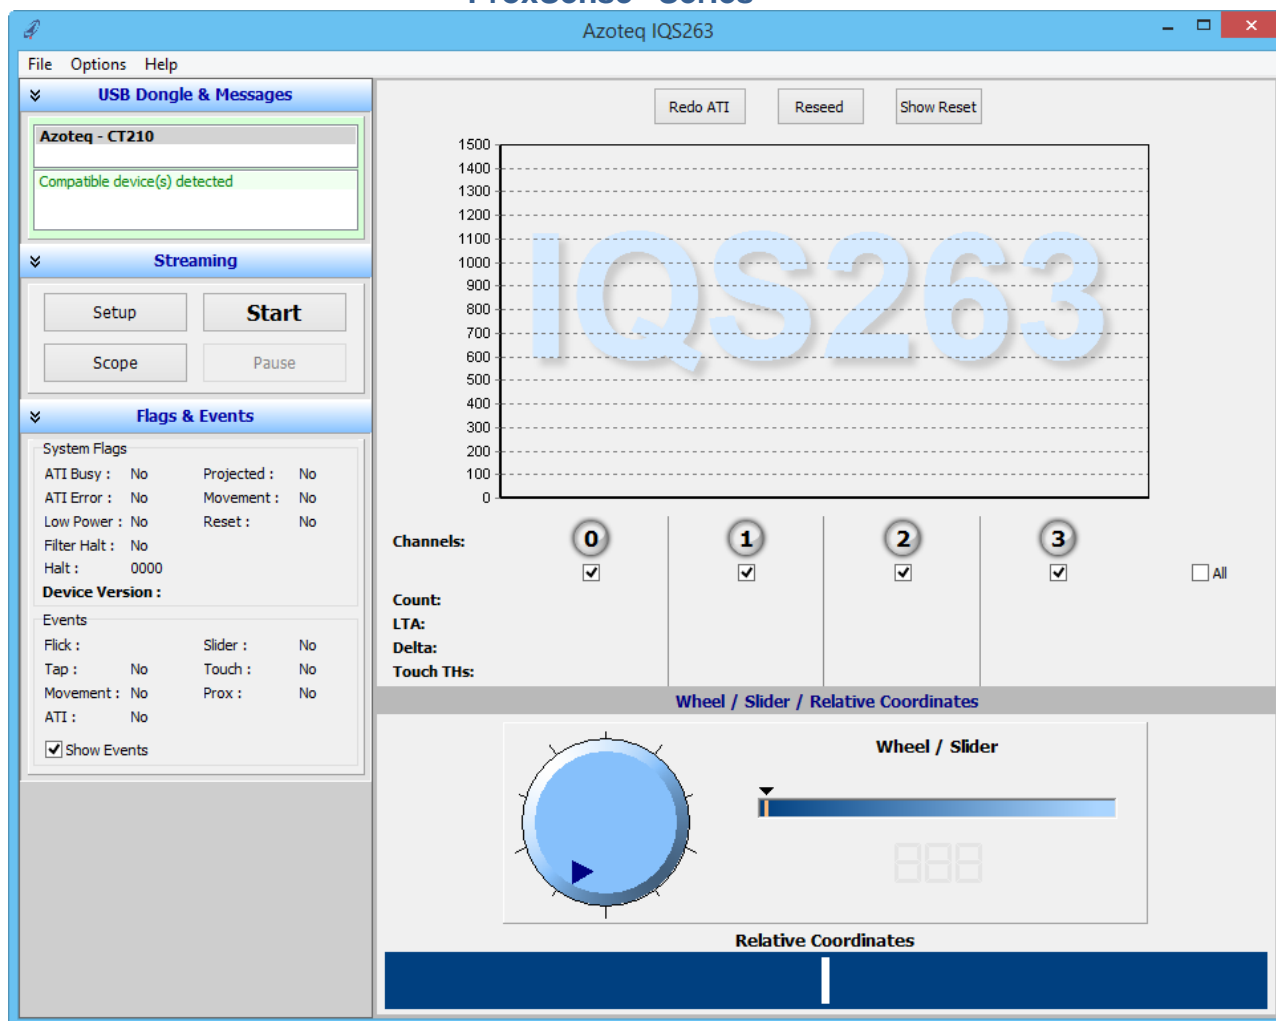 ProxSense® Series
Azoteq IQS263
File Options Help
USB Dongle & Messages
Azoteq - CT210
Compatible device(s) detected
Streaming
Setup Start
Scope Pause
Flags & Events
System Flags
ATI Busy : No Projected : No
ATI Error : No Movement : No
Low Power : No Reset : No
Filter Halt : No
Halt : 0000
Device Version :
Events
Flick : Slider : No
Tap : No Touch : No
Movement : No Prox : No
ATI : No
Show Events
Redo ATI Reseed Show Reset
1500
1400
1300
1200
1100
1000
900
800
700
600
500
400
300
200
100
0
IQS263
Channels: 0 1 2 3
All
Count:
LTA:
Delta:
Touch THs:
Wheel / Slider / Relative Coordinates
Wheel / Slider
888
Relative Coordinates